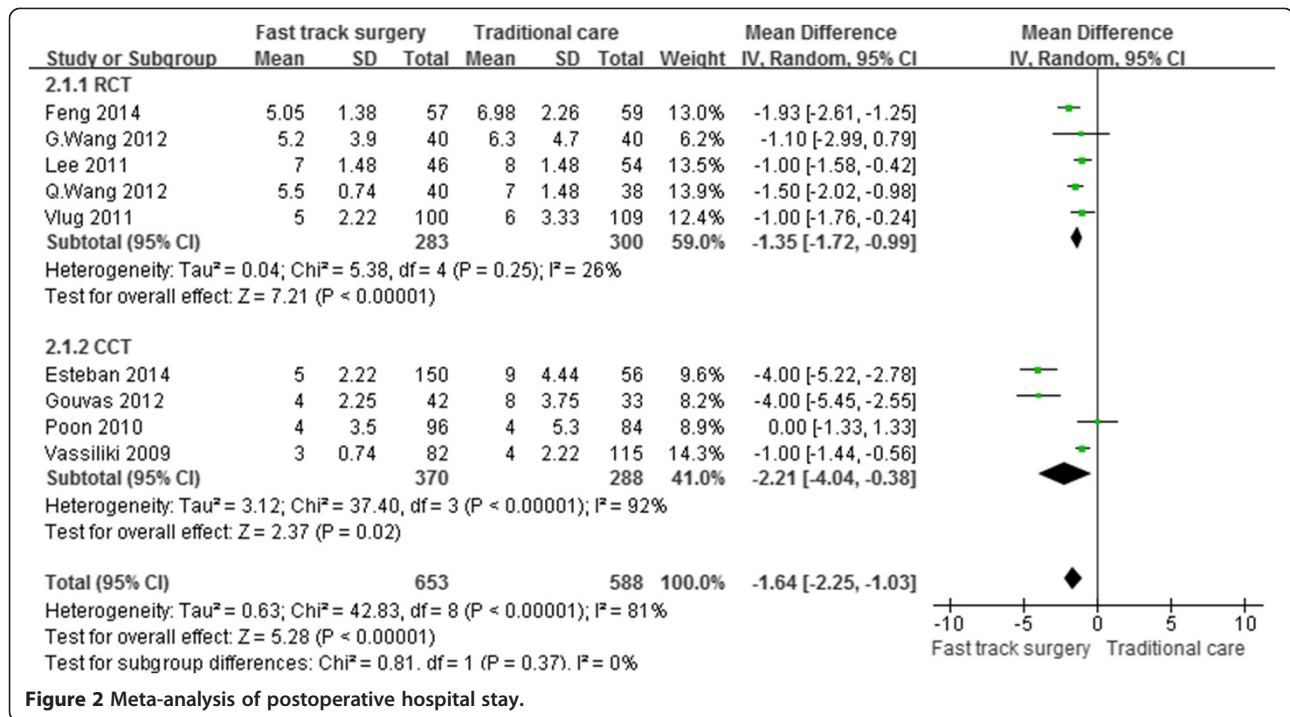 Fast track surgery Traditional care Mean Difference Mean Difference
Study or Subgroup Mean SD Total Mean SD Total Weight IV, Random, 95% CI IV, Random, 95% CI
2.1.1 RCT
Feng 2014 5.05 1.38 57 6.98 2.26 59 13.0% -1.93 [-2.61, -1.25]
G.Wang 2012 5.2 3.9 40 6.3 4.7 40 6.2% -1.10 [-2.99, 0.79]
Lee 2011 7 1.48 46 8 1.48 54 13.5% -1.00 [-1.58, -0.42]
Q.Wang 2012 5.5 0.74 40 7 1.48 38 13.9% -1.50 [-2.02, -0.98]
Vlug 2011 5 2.22 100 6 3.33 109 12.4% -1.00 [-1.76, -0.24]
Subtotal (95% CI) 283 300 59.0% -1.35 [-1.72, -0.99]
Heterogeneity: Tau² = 0.04; Chi² = 5.38, df = 4 (P = 0.25); I² = 26%
Test for overall effect: Z = 7.21 (P < 0.00001)
2.1.2 CCT
Esteban 2014 5 2.22 150 9 4.44 56 9.6% -4.00 [-5.22, -2.78]
Gouvas 2012 4 2.25 42 8 3.75 33 8.2% -4.00 [-5.45, -2.55]
Poon 2010 4 3.5 96 4 5.3 84 8.9% 0.00 [-1.33, 1.33]
Vassiliki 2009 3 0.74 82 4 2.22 115 14.3% -1.00 [-1.44, -0.56]
Subtotal (95% CI) 370 288 41.0% -2.21 [-4.04, -0.38]
Heterogeneity: Tau² = 3.12; Chi² = 37.40, df = 3 (P < 0.00001); I² = 92%
Test for overall effect: Z = 2.37 (P = 0.02)
Total (95% CI) 653 588 100.0% -1.64 [-2.25, -1.03]
Heterogeneity: Tau² = 0.63; Chi² = 42.83, df = 8 (P < 0.00001); I² = 81%
Test for overall effect: Z = 5.28 (P < 0.00001)
Test for subgroup differences: Chi² = 0.81. df = 1 (P = 0.37). I² = 0%
-10 -5 0 5 10
Fast track surgery Traditional care
Figure 2 Meta-analysis of postoperative hospital stay.